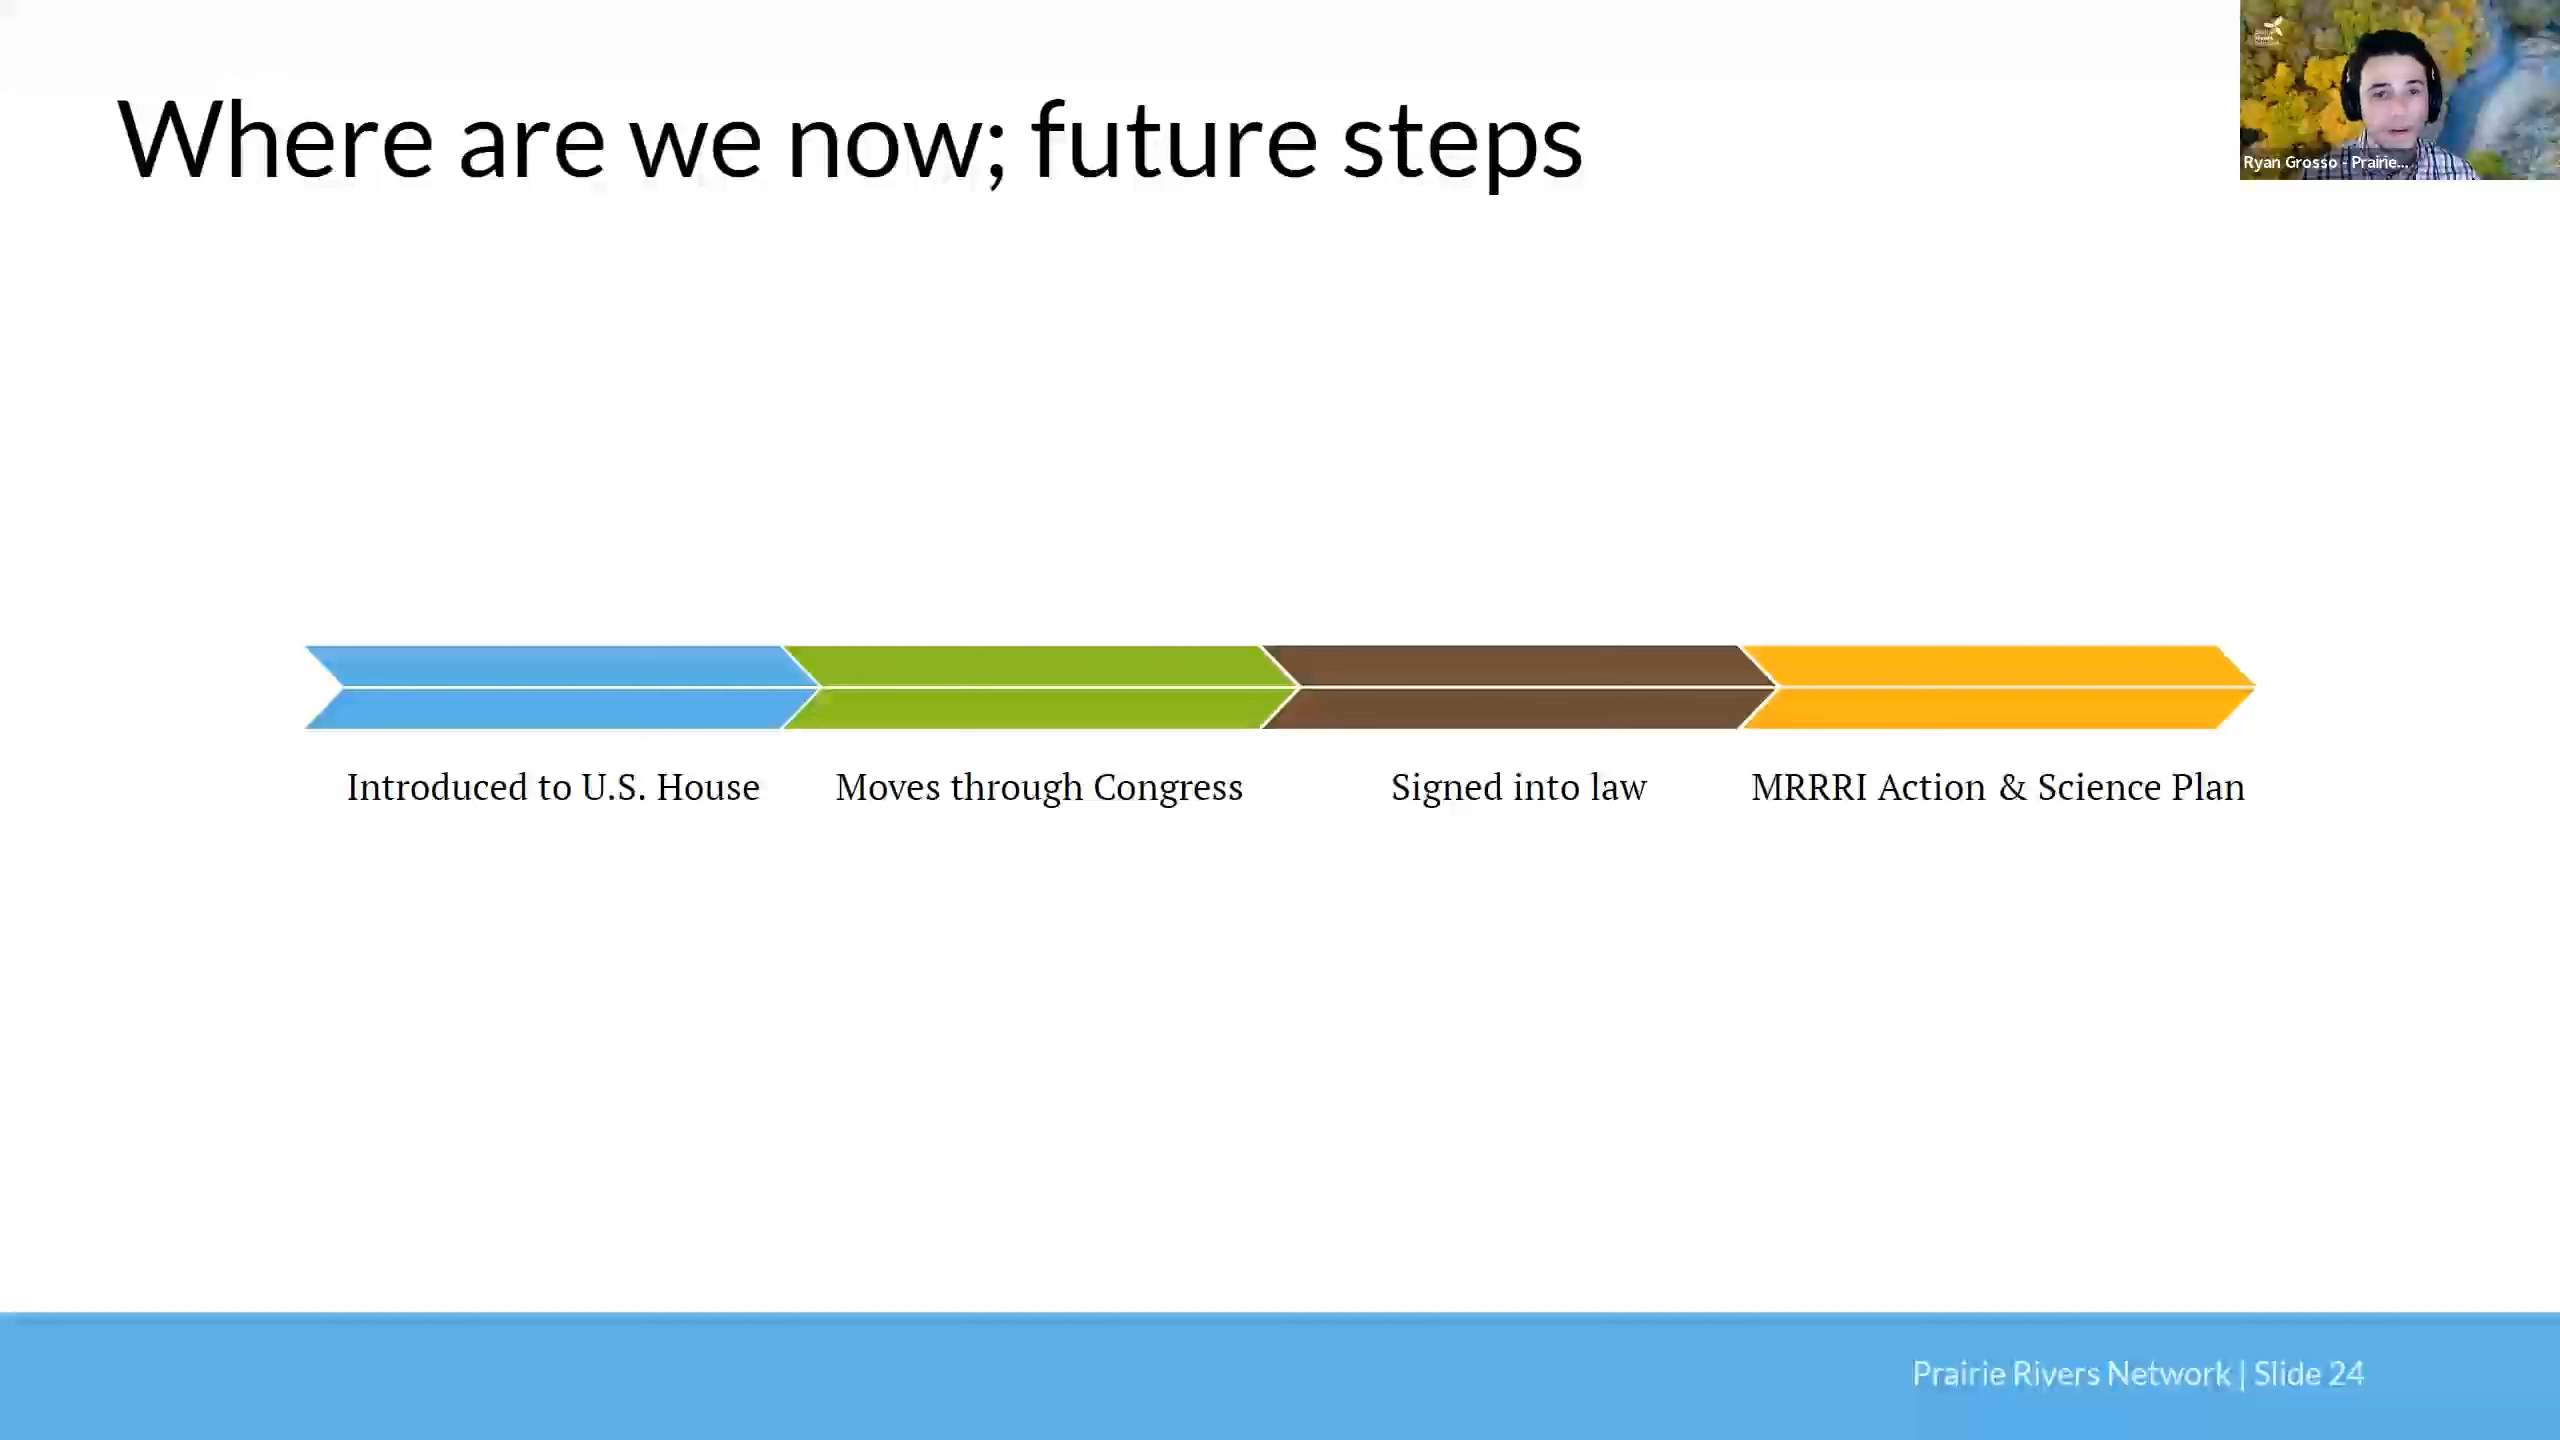 Where are we now; future steps
Ryan Grosso - Prairie...
Introduced to U.S. House
Moves through Congress
Signed into law
MRRRI Action & Science Plan
Prairie Rivers Network | Slide 24